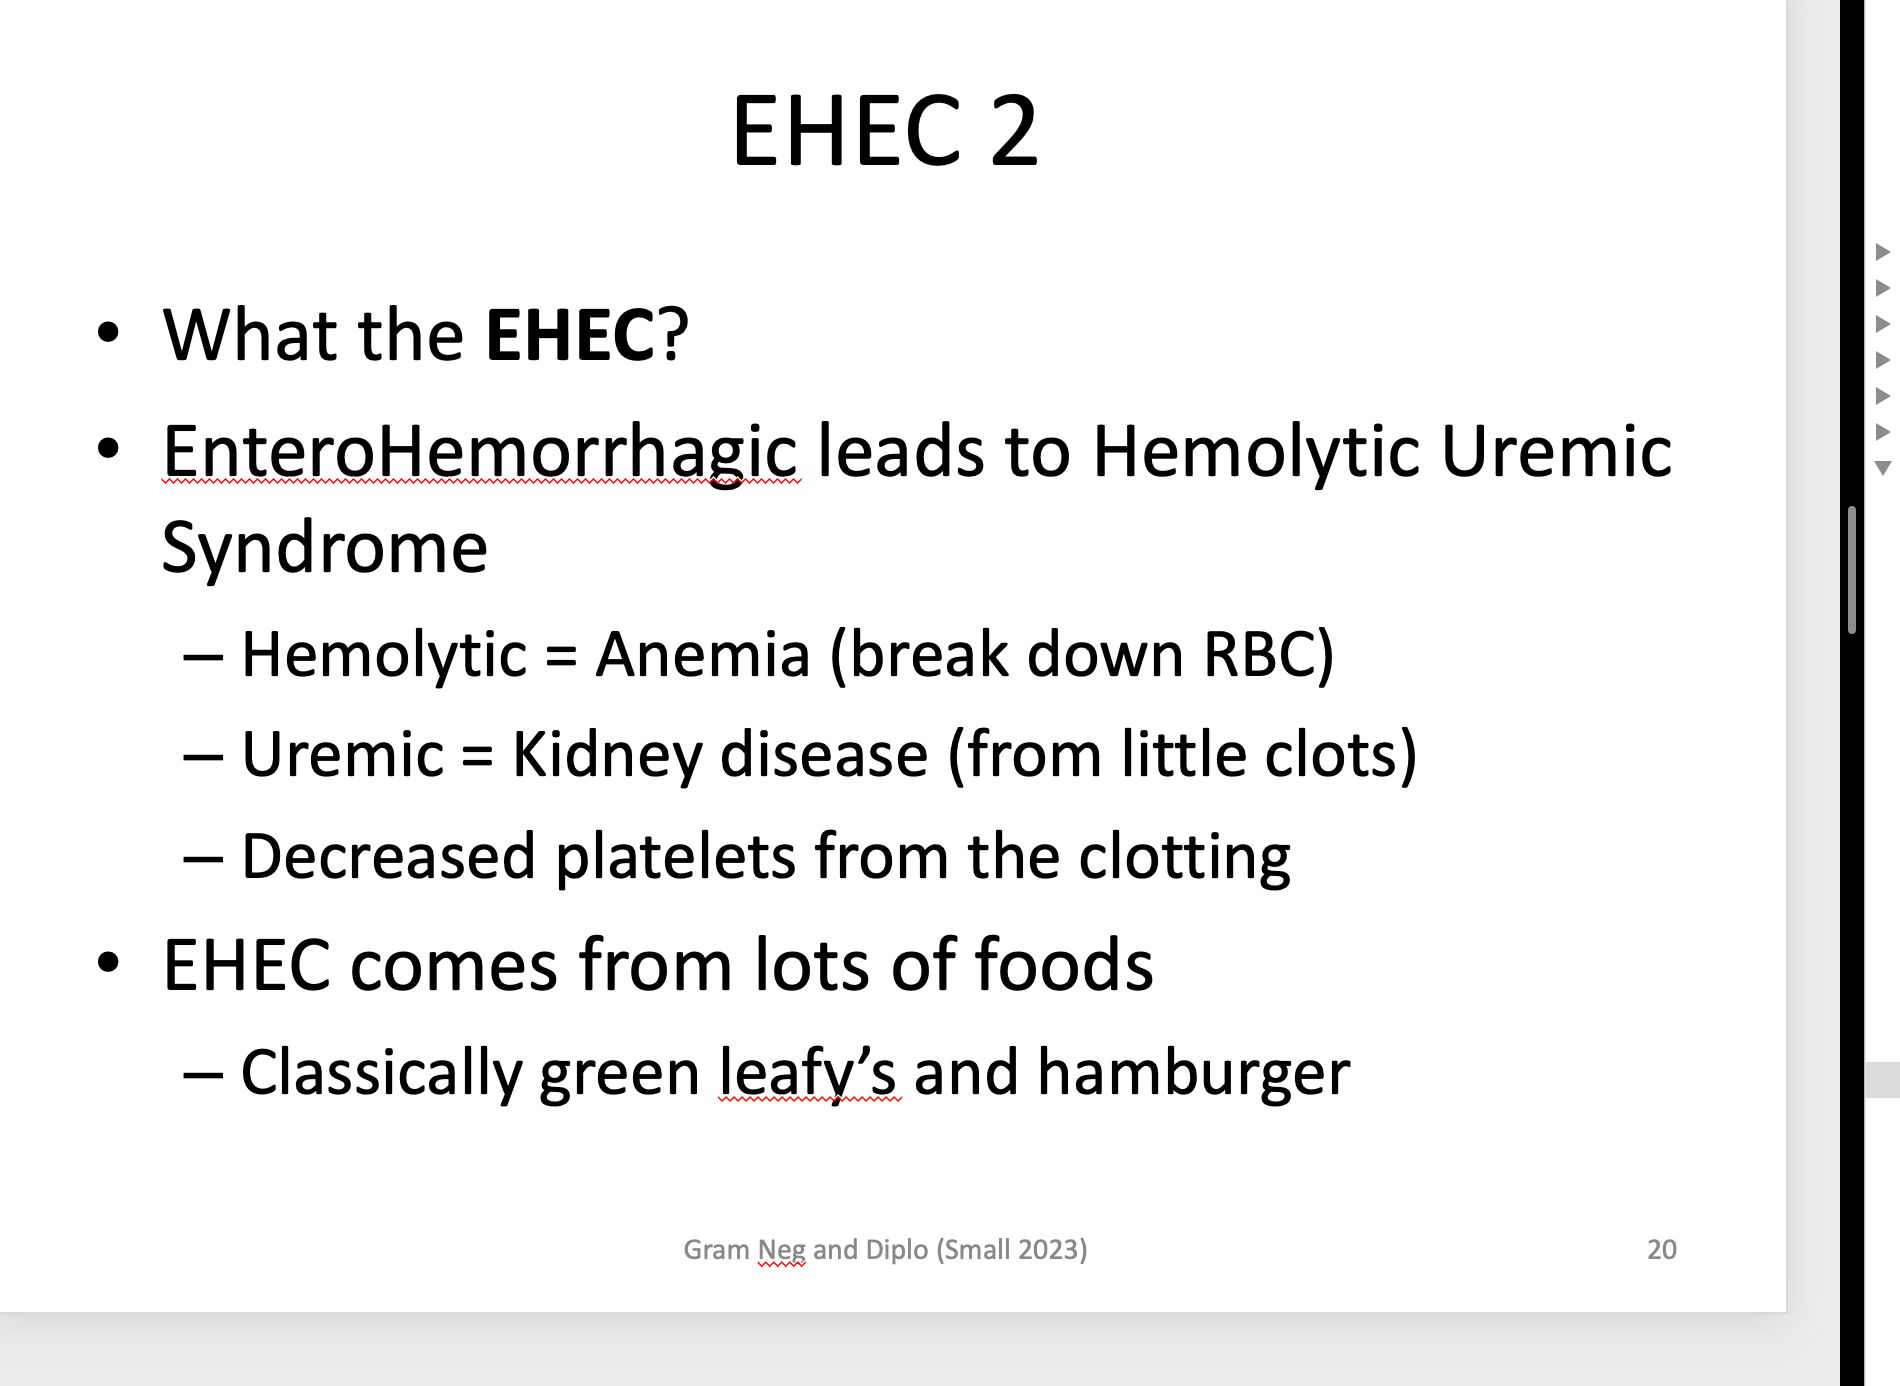 EHEC 2
• What the EHEC?
• EnteroHemorrhagic leads to Hemolytic Uremic
Syndrome
– Hemolytic = Anemia (break down RBC)
– Uremic = Kidney disease (from little clots)
– Decreased platelets from the clotting
• EHEC comes from lots of foods
– Classically green leafy’s and hamburger
Gram Neg and Diplo (Small 2023)
20